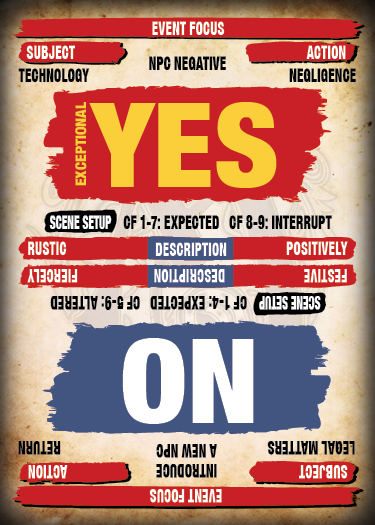 EVENT FOCUS
SUBJECT ACTION
TECHNOLOGY NPC NEGATIVE NEGLIGENCE
EXCEPTIONAL
YES
SCENE SETUP CF 1-7: EXPECTED CF 8-9: INTERRUPT
RUSTIC DESCRIPTION POSITIVELY
EVENT FOCUS
SUBJECT INTRODUCE ACTION
LEGAL MATTERS A NEW NPC RETURN
NO
SCENE SETUP CF 1-4: EXPECTED CF 5-9: ALTERED
FESTIVE DESCRIPTION FIERCELY